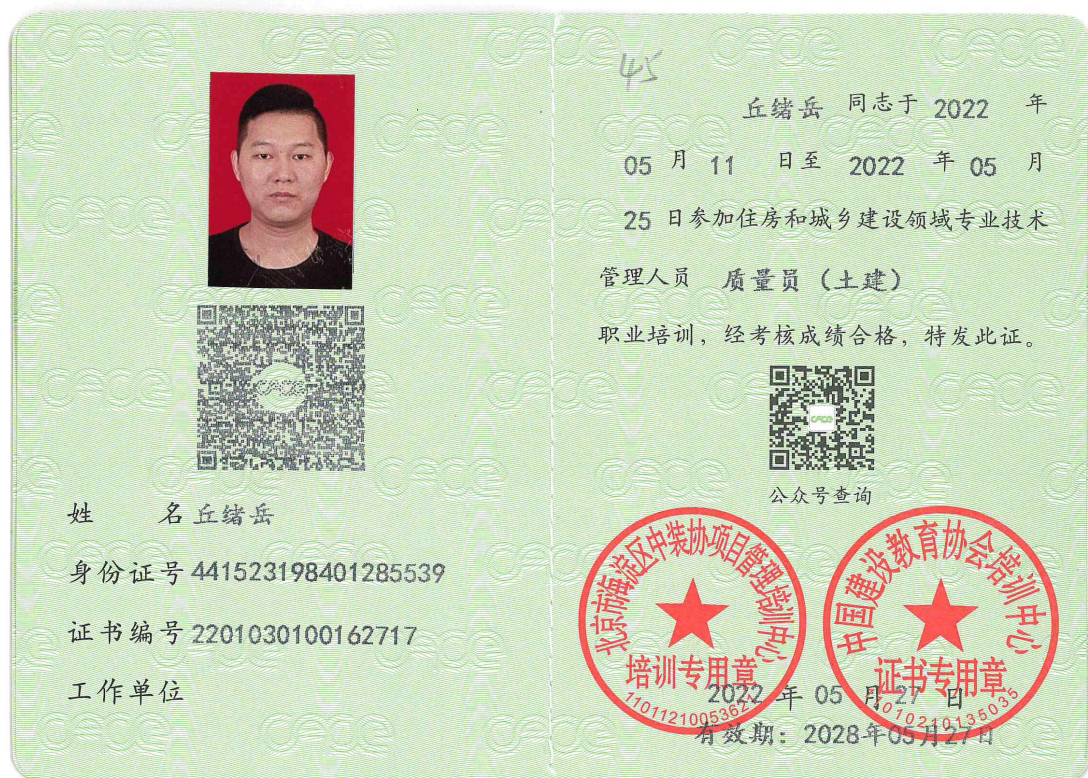 姓 名 丘绪岳
身份证号 441523198401285539
证书编号 2201030100162717
工作单位
45
丘绪岳 同志于 2022 年
05 月 11 日至 2022 年 05 月
25 日参加住房和城乡建设领域专业技术
管理人员 质量员（土建）
职业培训，经考核成绩合格，特发此证。
cece
公众号查询
北京市海淀区中装协项目管理培训中心
培训专用章
中国建设教育协会培训中心
证书专用章
2022 年 05 月 27 日
有效期：2028年05月27日